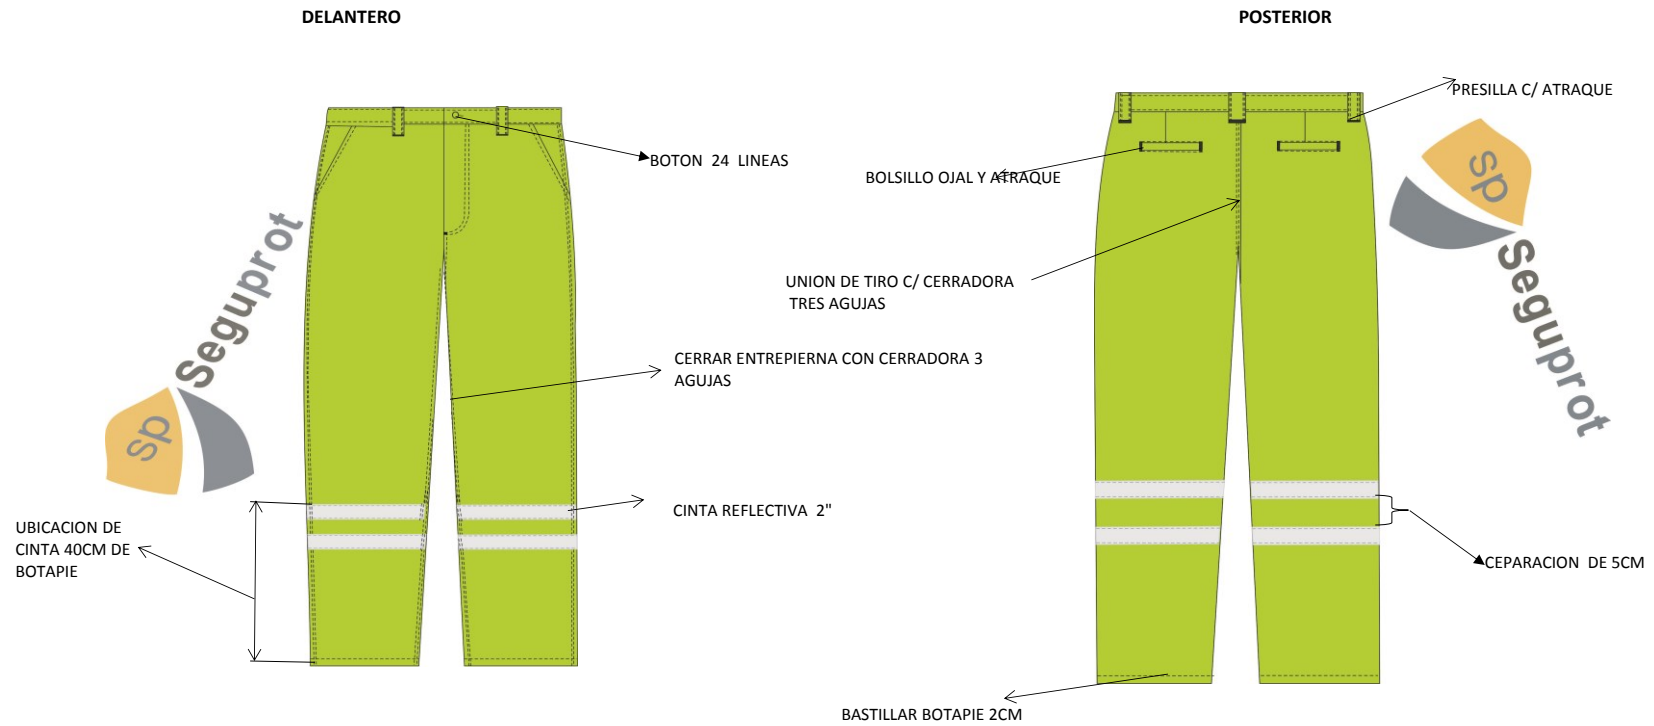 DELANTERO
POSTERIOR
PRESILLA C/ ATRAQUE
BOTON 24 LINEAS
BOLSILLO OJAL Y ATRAQUE
sp
Seguprot
sp
Seguprot
UNION DE TIRO C/ CERRADORA
TRES AGUJAS
CERRAR ENTREPIERNA CON CERRADORA 3
AGUJAS
CINTA REFLECTIVA 2"
UBICACION DE
CINTA 40CM DE
BOTAPIE
CEPARACION DE 5CM
BASTILLAR BOTAPIE 2CM